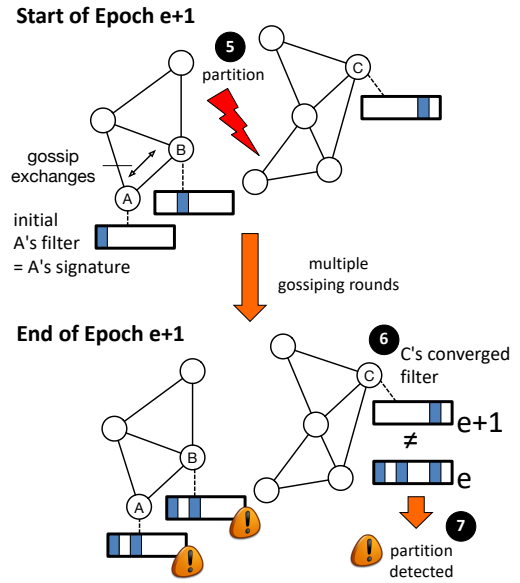 Start of Epoch e+1
5
partition
C
B
gossip
exchanges
A
initial
A's filter
= A's signature
multiple
gossiping rounds
End of Epoch e+1
6
C's converged
filter
C
e+1
≠
B
e
A
!
!
7
! partition
detected